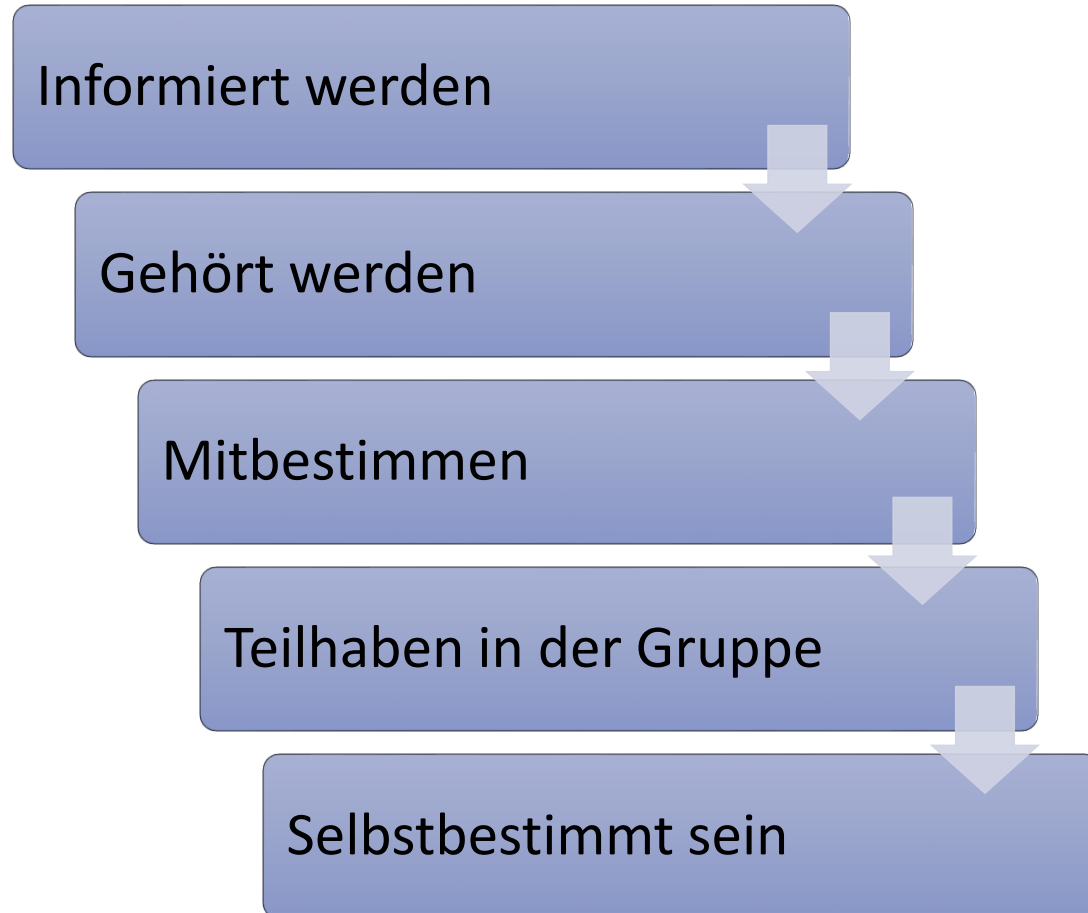 Informiert werden
Gehört werden
Mitbestimmen
Teilhaben in der Gruppe
Selbstbestimmt sein